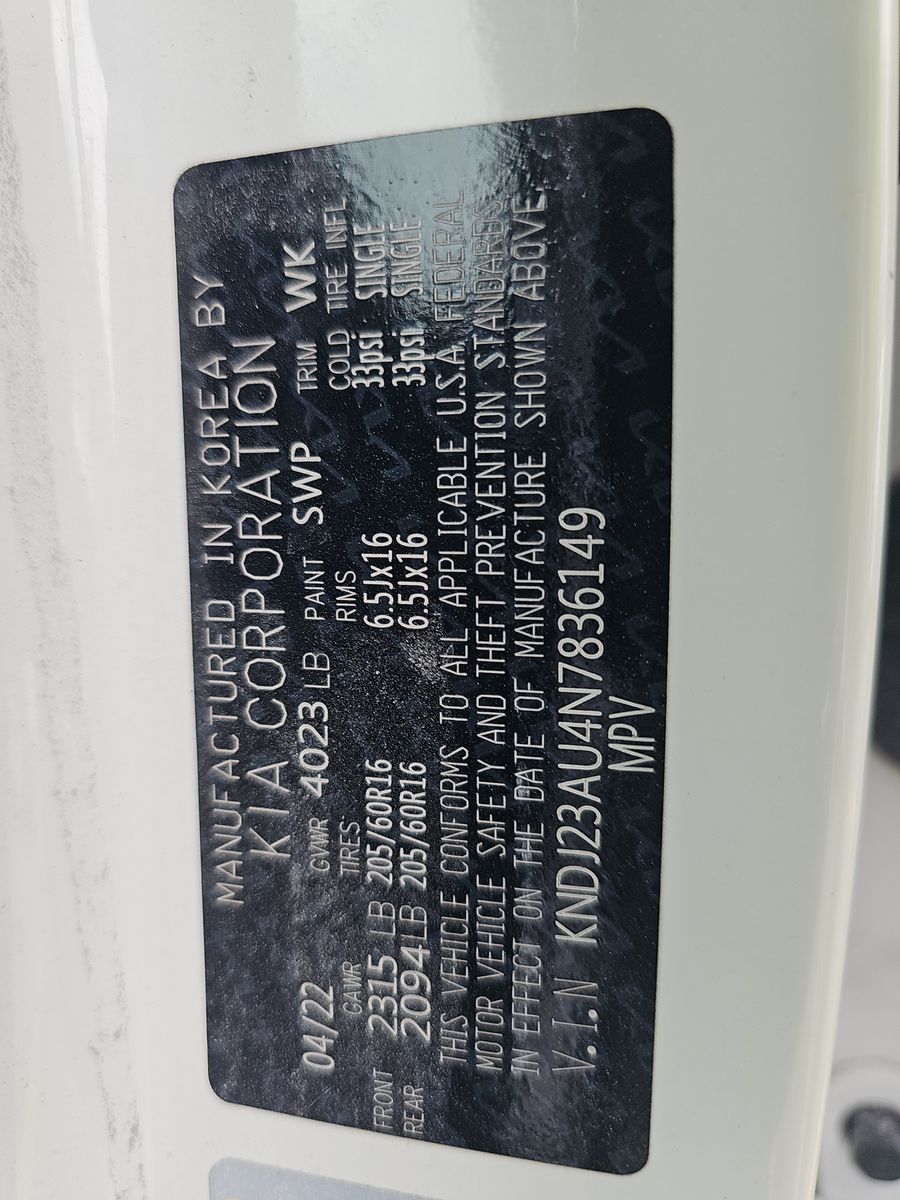 MANUFACTURED IN KOREA BY
KIA CORPORATION
04/22 GVWR 4023 LB PAINT SWP TRIM WK
GAWR TIRES RIMS COLD TIRE INFL
FRONT 2315 LB 205/60R16 6.5Jx16 33psi SINGLE
REAR 2094 LB 205/60R16 6.5Jx16 33psi SINGLE
THIS VEHICLE CONFORMS TO ALL APPLICABLE U.S.A. FEDERAL
MOTOR VEHICLE SAFETY AND THEFT PREVENTION STANDARDS
IN EFFECT ON THE DATE OF MANUFACTURE SHOWN ABOVE.
V.I.N KNDJ23AU4N7836149
MPV